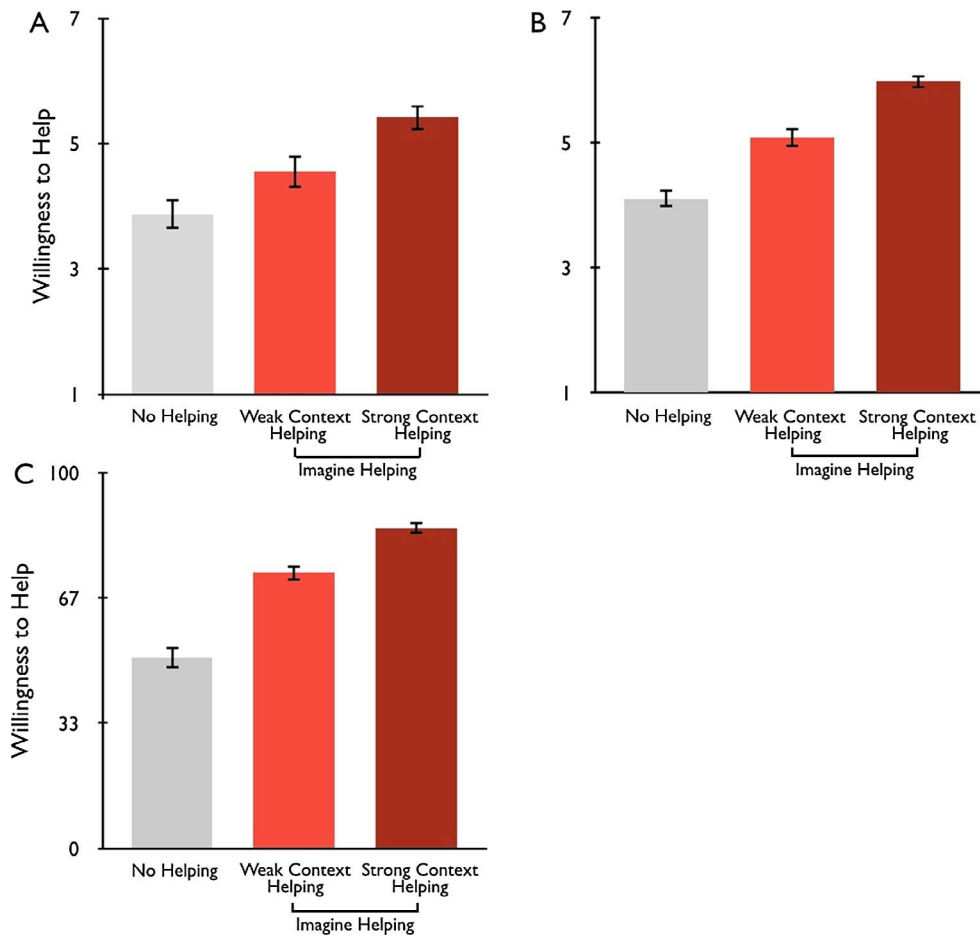 A
7
5
3
1
Willingness to Help
No Helping
Weak Context
Helping
Strong Context
Helping
Imagine Helping
B
7
5
3
1
No Helping
Weak Context
Helping
Strong Context
Helping
Imagine Helping
C
100
67
33
0
Willingness to Help
No Helping
Weak Context
Helping
Strong Context
Helping
Imagine Helping